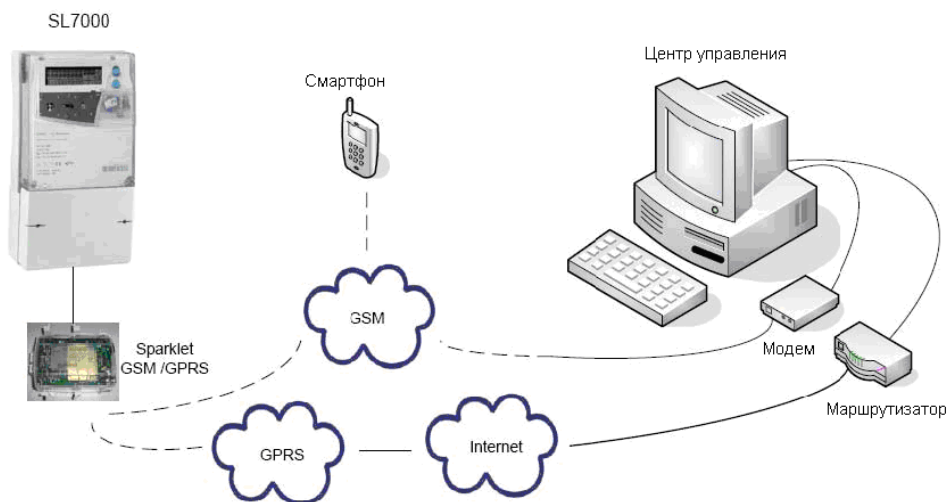 SL7000
Центр управления
Смартфон
GSM
Sparklet
GSM /GPRS
Модем
Маршрутизатор
GPRS
Internet